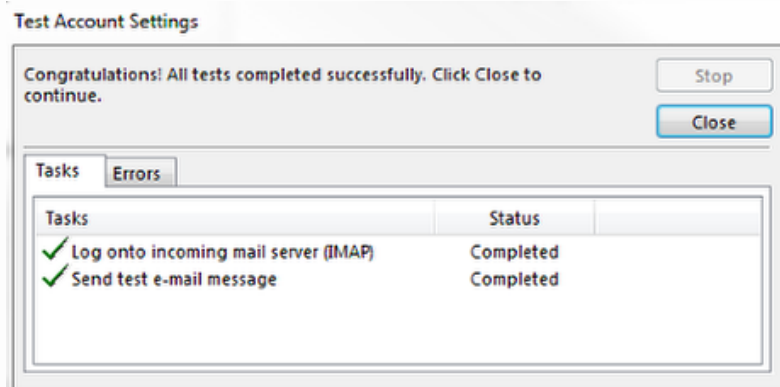 Test Account Settings
Congratulations! All tests completed successfully. Click Close to
continue.
Stop
Close
Tasks
Errors
Tasks Status
Log onto incoming mail server (IMAP) Completed
Send test e-mail message Completed